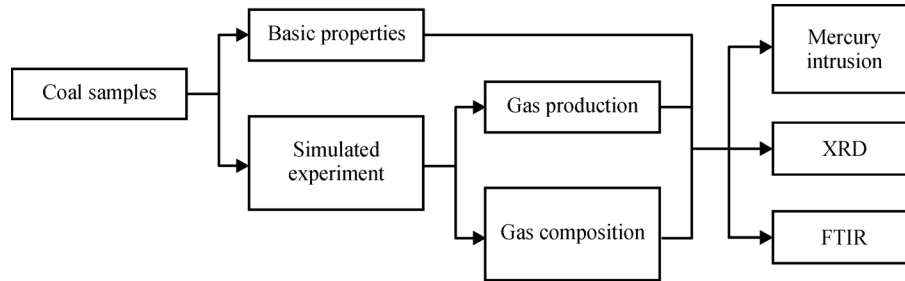 Coal samples
Basic properties
Simulated
experiment
Gas production
Gas composition
Mercury
intrusion
XRD
FTIR